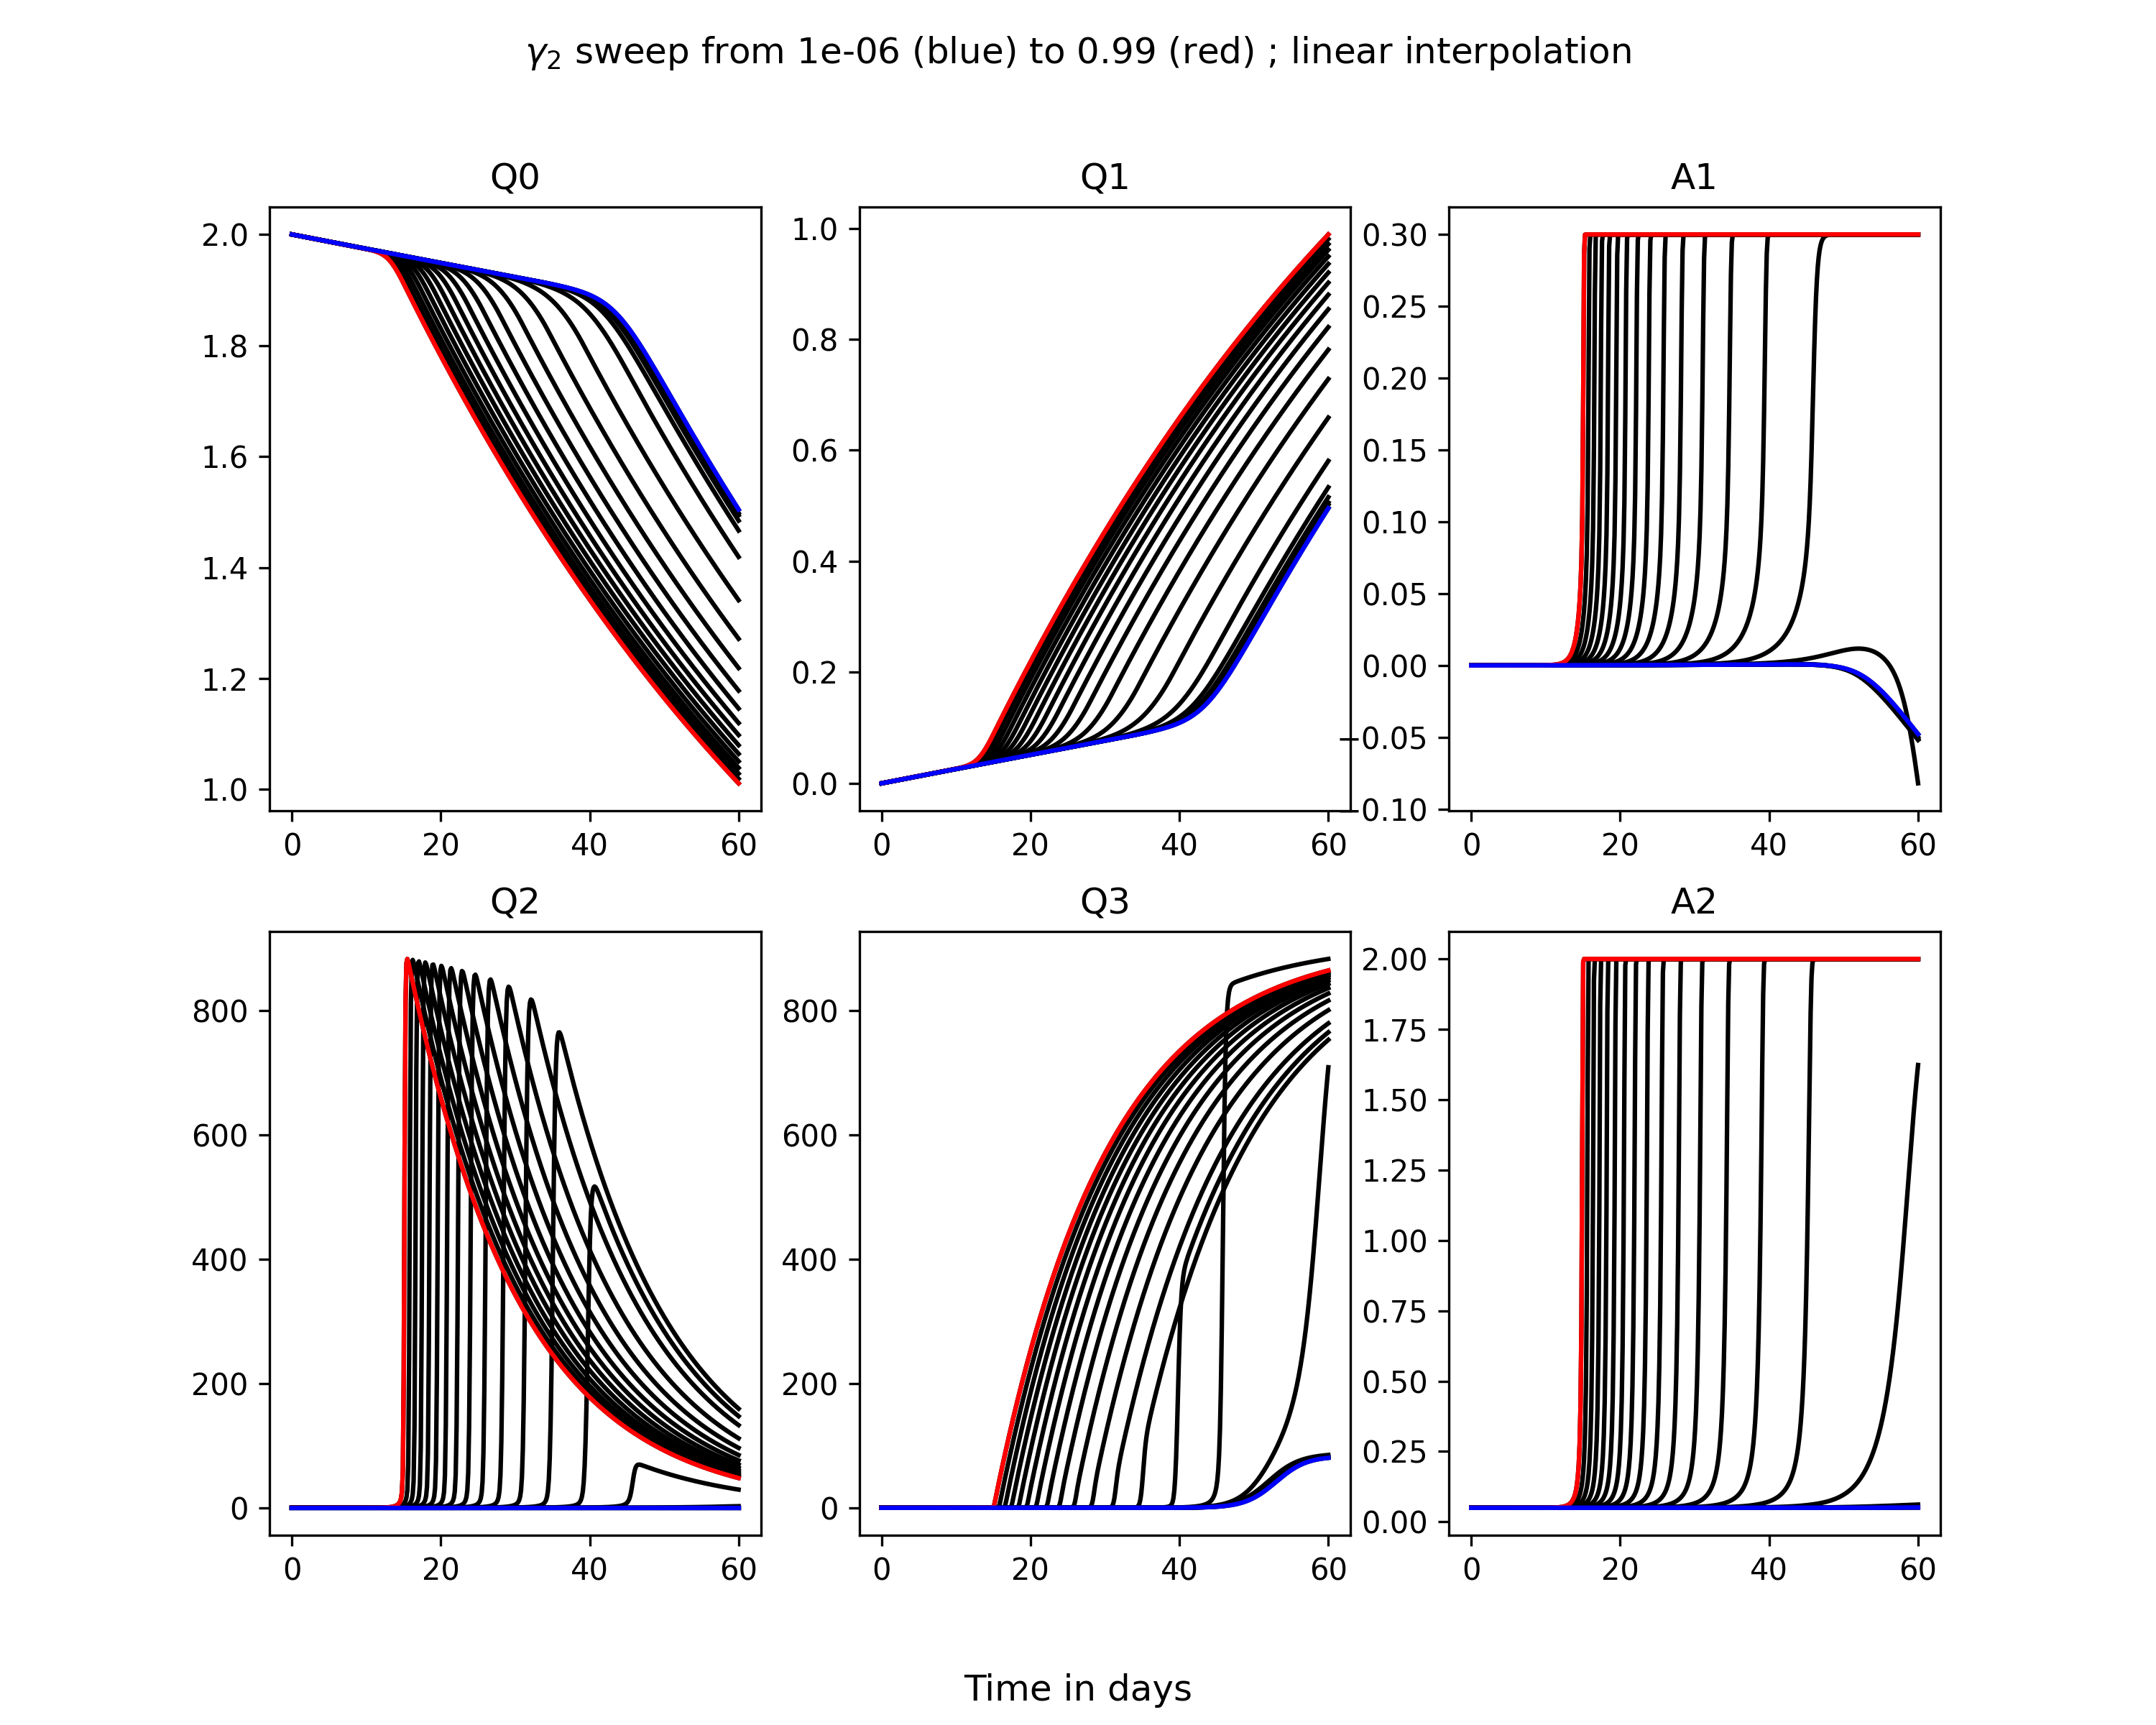 γ₂ sweep from 1e-06 (blue) to 0.99 (red) ; linear interpolation
Q0
2.0
1.8
1.6
1.4
1.2
1.0
0 20 40 60
Q1
1.0
0.8
0.6
0.4
0.2
0.0
0 20 40 60
A1
0.30
0.25
0.20
0.15
0.10
0.05
0.00
−0.05
−0.10
0 20 40 60
Q2
800
600
400
200
0
0 20 40 60
Q3
800
600
400
200
0
0 20 40 60
A2
2.00
1.75
1.50
1.25
1.00
0.75
0.50
0.25
0.00
0 20 40 60
Time in days